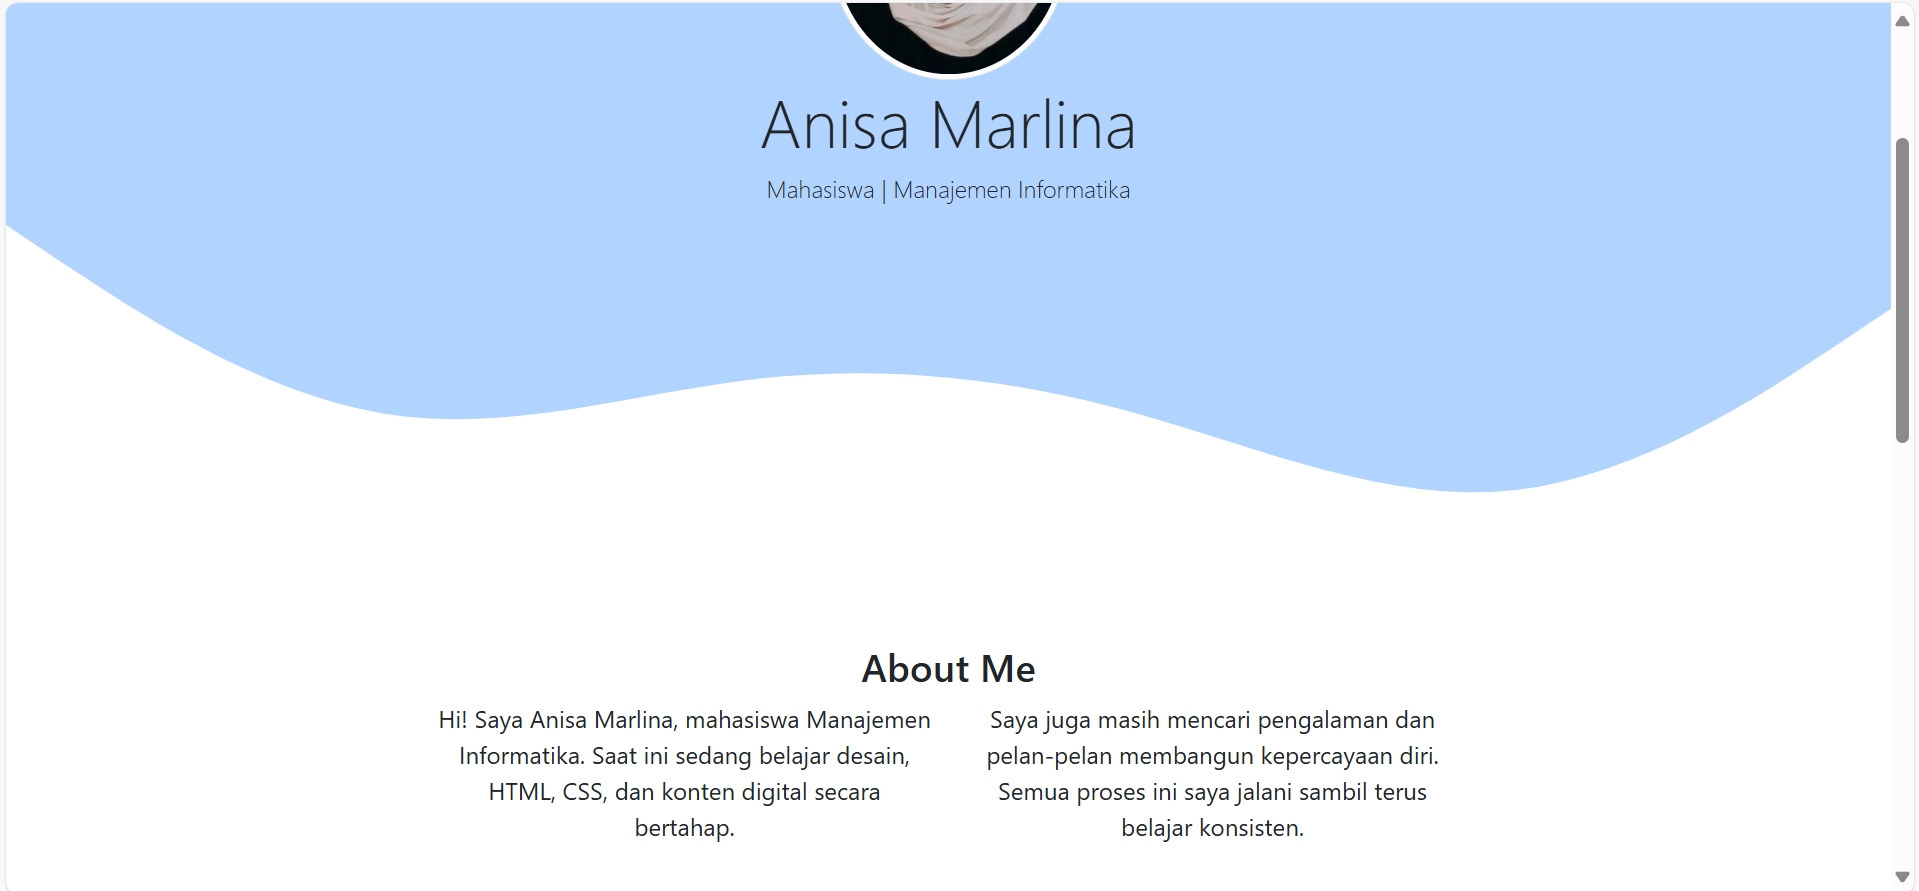 Anisa Marlina
Mahasiswa | Manajemen Informatika
About Me
Hi! Saya Anisa Marlina, mahasiswa Manajemen
Informatika. Saat ini sedang belajar desain,
HTML, CSS, dan konten digital secara
bertahap.
Saya juga masih mencari pengalaman dan
pelan-pelan membangun kepercayaan diri.
Semua proses ini saya jalani sambil terus
belajar konsisten.